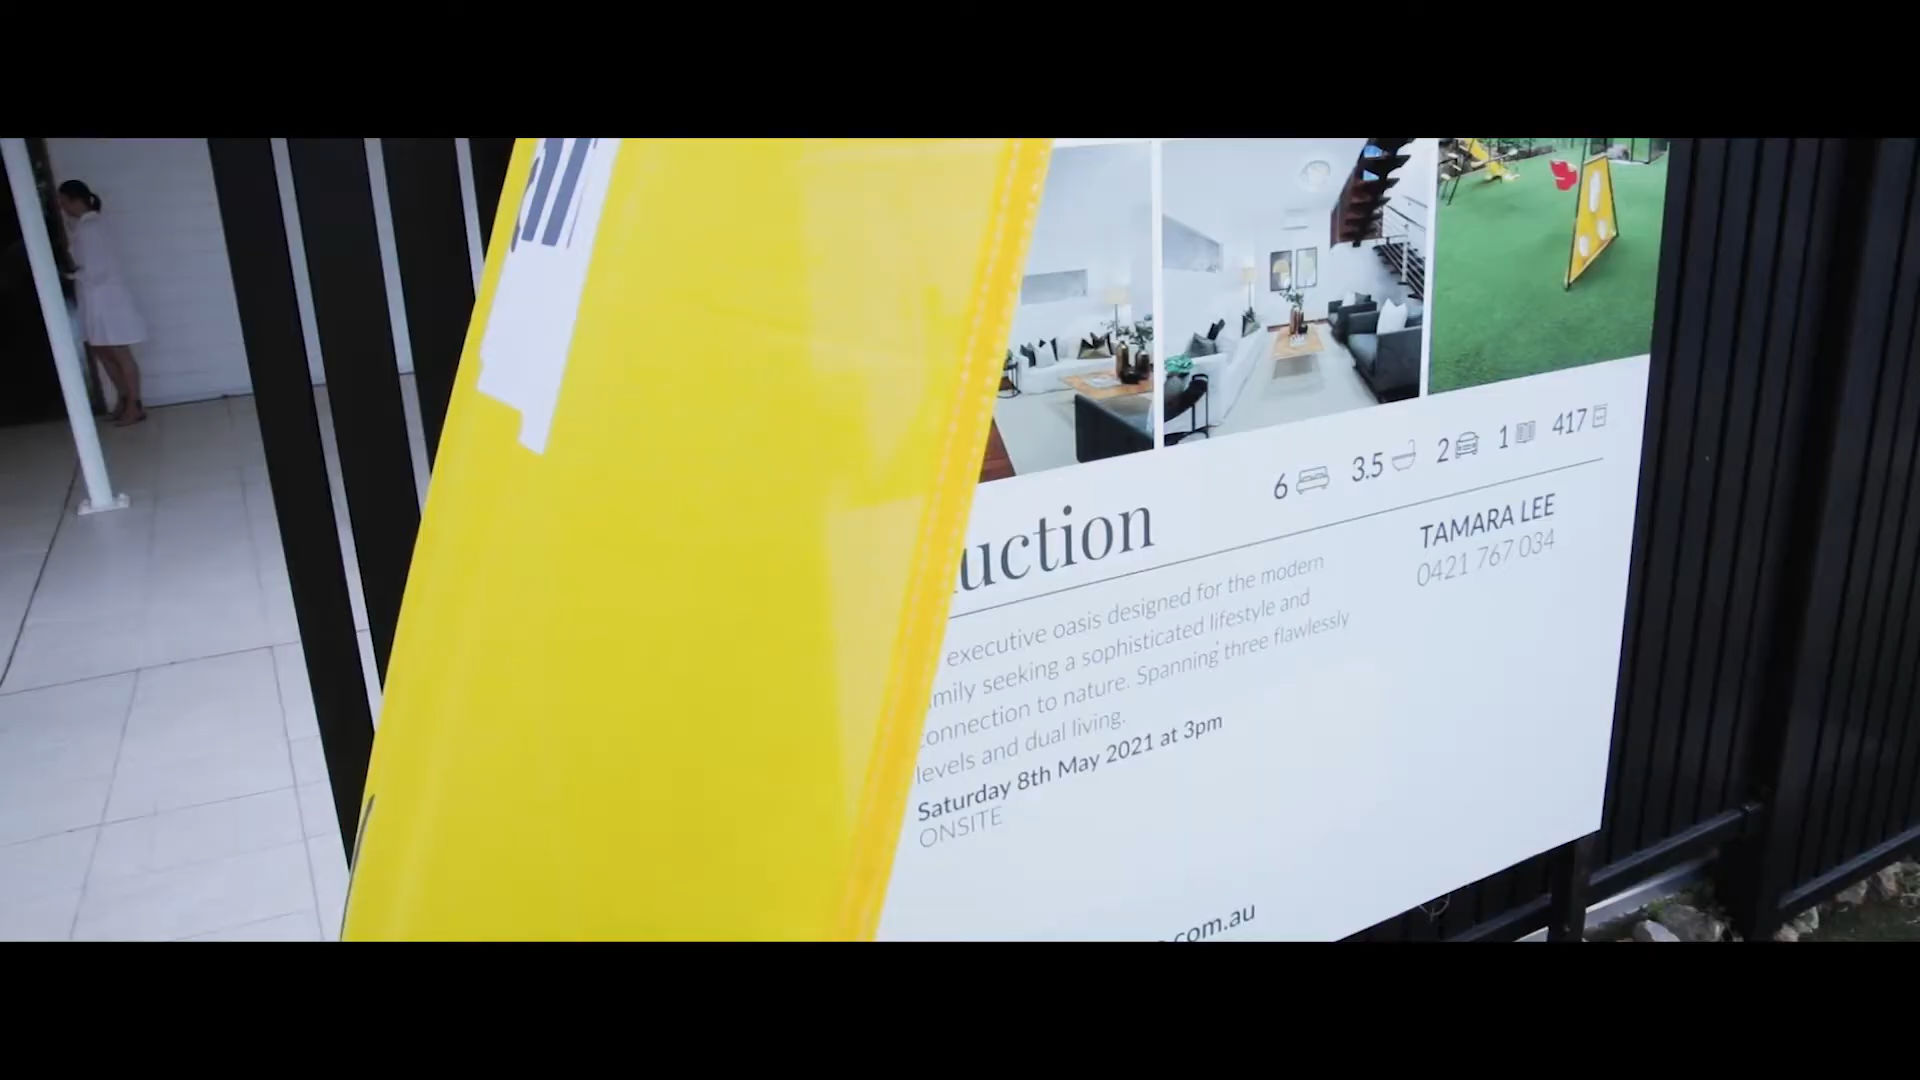 6 3.5 2 1 417
uction
TAMARA LEE
0421 767 034
executive oasis designed for the modern
mily seeking a sophisticated lifestyle and
connection to nature. Spanning three flawlessly
levels and dual living.
Saturday 8th May 2021 at 3pm
ONSITE
.com.au